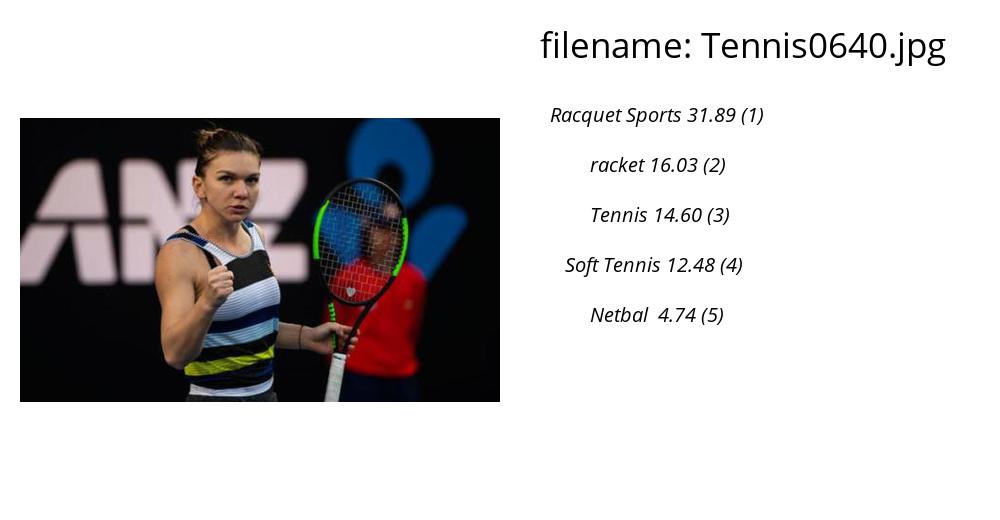 filename: Tennis0640.jpg
Racquet Sports 31.89 (1)
racket 16.03 (2)
Tennis 14.60 (3)
Soft Tennis 12.48 (4)
Netbal  4.74 (5)
ANZ